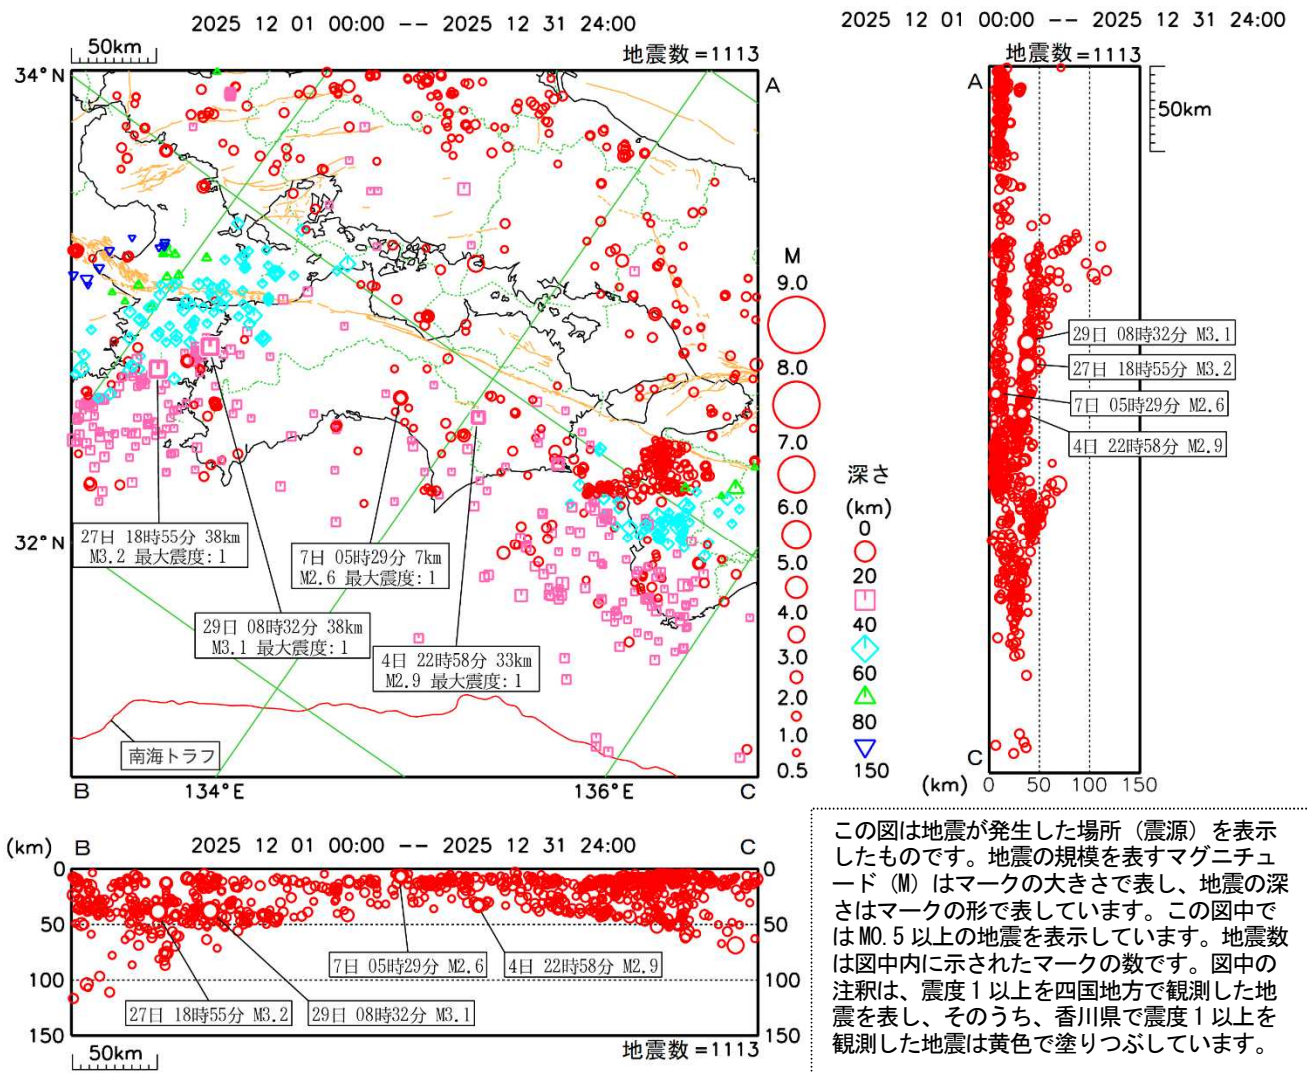 2025 12 01 00:00 -- 2025 12 31 24:00
50km
地震数=1113
34°N
A
32°N
27日 18時55分 38km
M3.2 最大震度:1
7日 05時29分 7km
M2.6 最大震度:1
29日 08時32分 38km
M3.1 最大震度:1
4日 22時58分 33km
M2.9 最大震度:1
南海トラフ
B
134°E
136°E
C
M
9.0
8.0
7.0
6.0
5.0
4.0
3.0
2.0
1.0
0.5
深さ
(km)
0
20
40
60
80
150
2025 12 01 00:00 -- 2025 12 31 24:00
地震数=1113
A
50km
29日 08時32分 M3.1
27日 18時55分 M3.2
7日 05時29分 M2.6
4日 22時58分 M2.9
C
(km) 0 50 100 150
(km) B 2025 12 01 00:00 -- 2025 12 31 24:00 C
0 0
50 50
7日 05時29分 M2.6
4日 22時58分 M2.9
100 100
27日 18時55分 M3.2
29日 08時32分 M3.1
150 150
50km
地震数=1113
この図は地震が発生した場所（震源）を表示
したものです。地震の規模を表すマグニチュ
ード（M）はマークの大きさで表し、地震の深
さはマークの形で表しています。この図中で
はM0.5以上の地震を表示しています。地震数
は図中内に示されたマークの数です。図中の
注釈は、震度１以上を四国地方で観測した地
震を表し、そのうち、香川県で震度１以上を
観測した地震は黄色で塗りつぶしています。